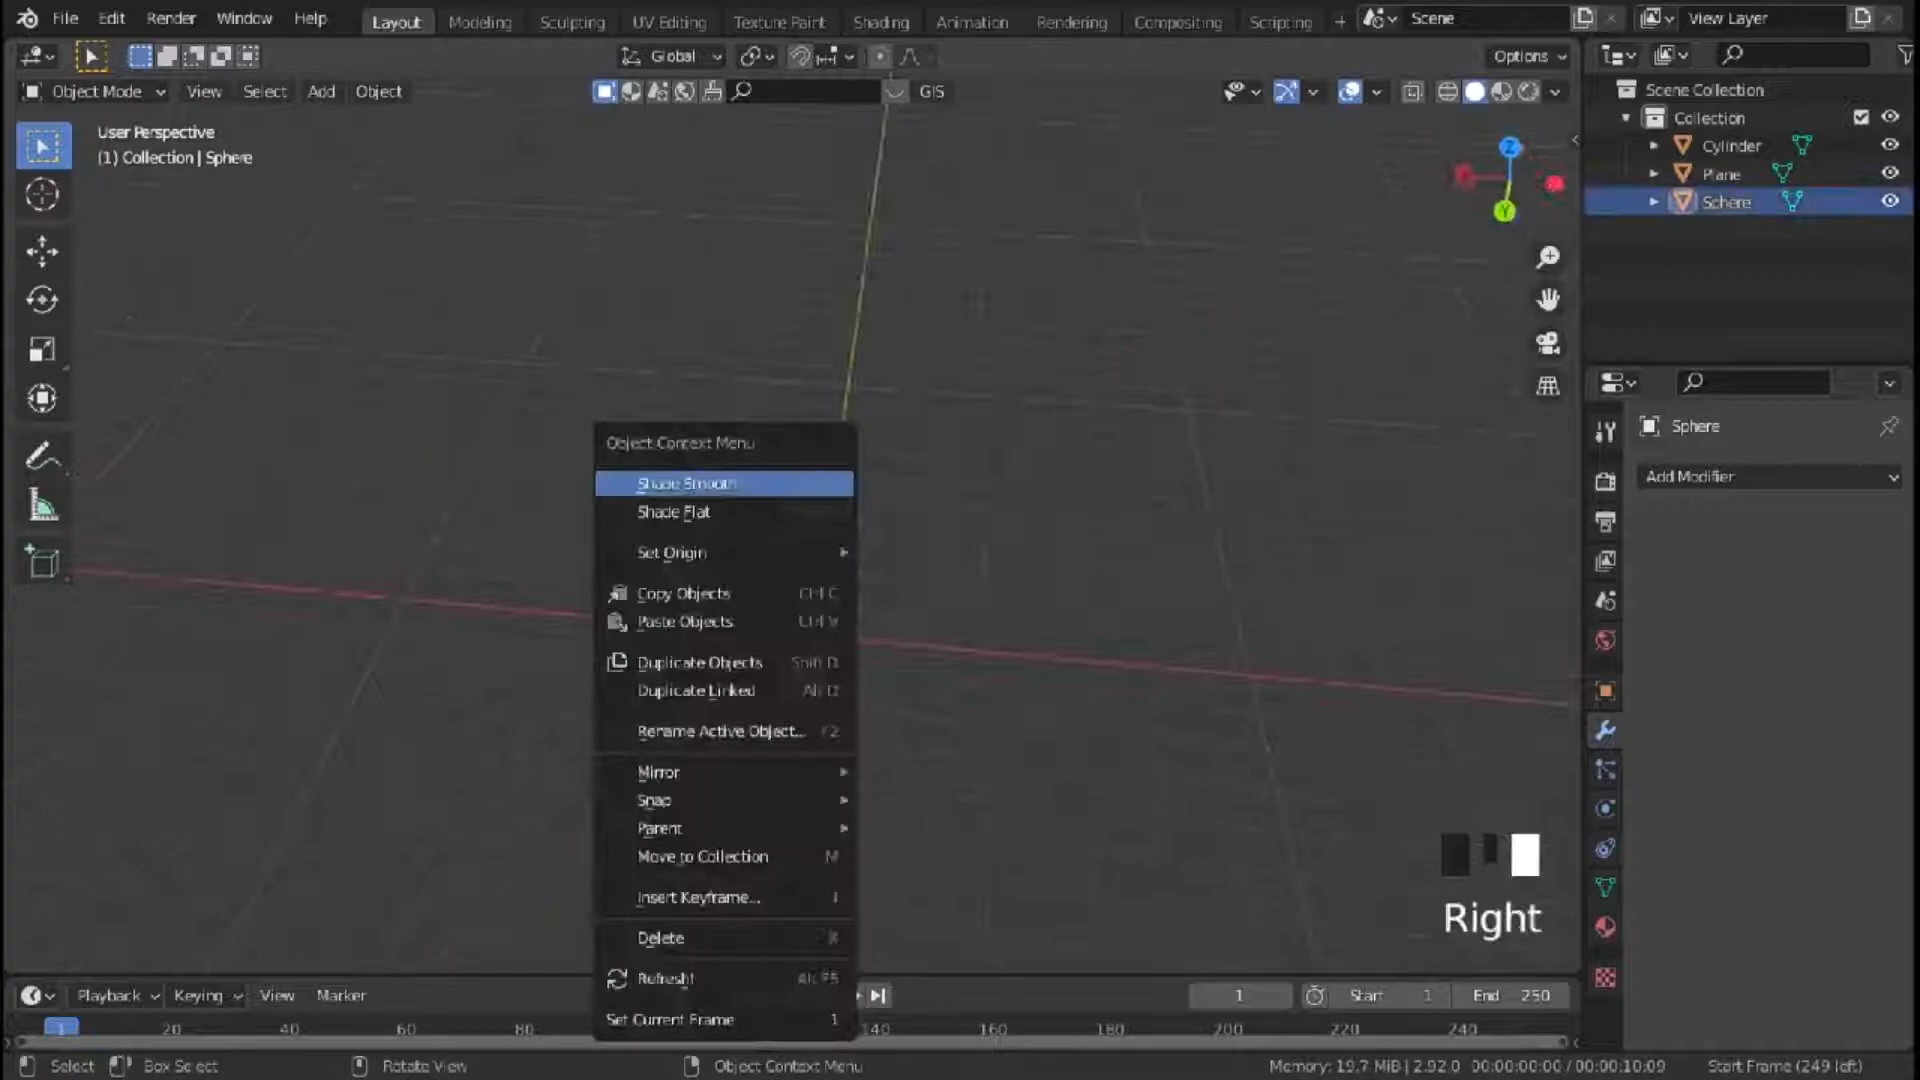 File Edit Render Window Help Layout Modeling Sculpting UV Editing Texture Paint Shading Animation Rendering Compositing Scripting + Scene View Layer
Global Options
Object Mode View Select Add Object GIS
User Perspective
(1) Collection | Sphere
Z
Y
Scene Collection
Collection
Cylinder
Plane
Sphere
Sphere
Add Modifier
Object Context Menu
Shade Smooth
Shade Flat
Set Origin
Copy Objects Ctrl C
Paste Objects Ctrl V
Duplicate Objects Shift D
Duplicate Linked Alt D
Rename Active Object... F2
Mirror
Snap
Parent
Move to Collection M
Insert Keyframe... I
Delete X
Refresh! Alt F5
Set Current Frame 1
Right
Playback Keying View Marker 1 Start 1 End 250
1 20 40 60 80 140 160 180 200 220 240
Select Box Select Rotate View Object Context Menu Memory: 19.7 MiB | 2.92.0 00:00:00:00 / 00:00:10:09 Start Frame (249 left)